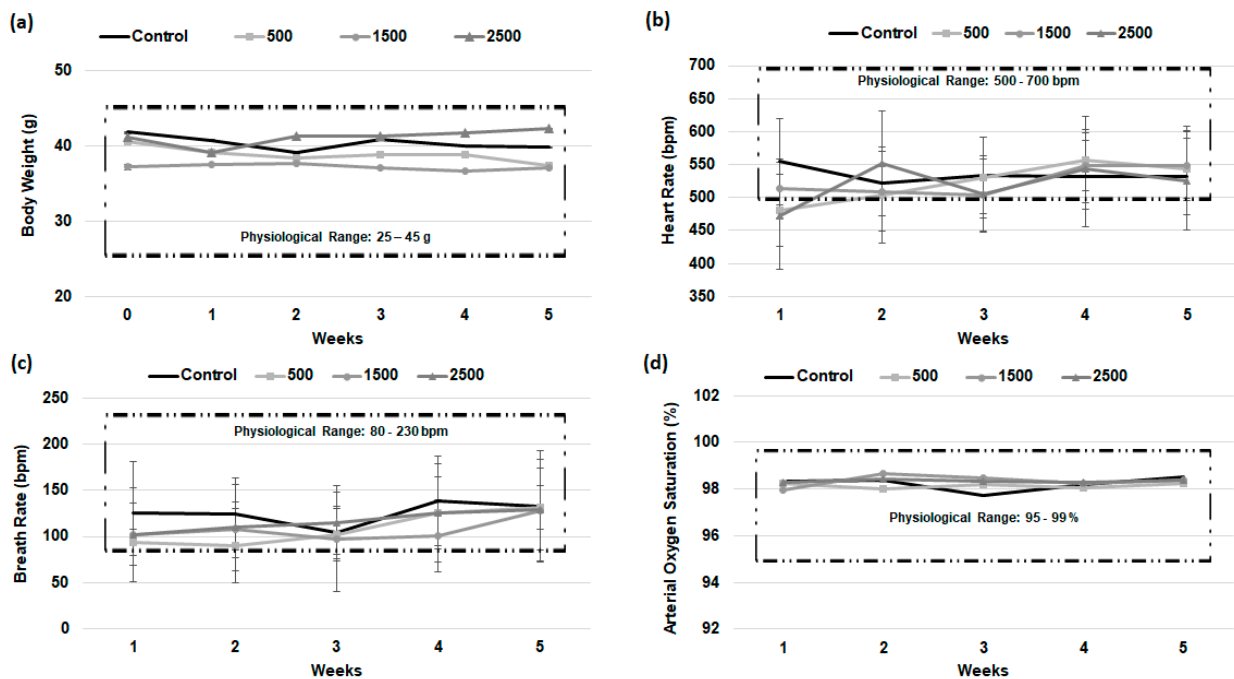 (a)
Control 500 1500 2500
50
40
30
20
Body Weight (g)
Physiological Range: 25 – 45 g
0 1 2 3 4 5
Weeks
(b)
Control 500 1500 2500
700
650
600
550
500
450
400
350
Heart Rate (bpm)
Physiological Range: 500 - 700 bpm
1 2 3 4 5
Weeks
(c)
Control 500 1500 2500
250
200
150
100
50
0
Breath Rate (bpm)
Physiological Range: 80 - 230 bpm
1 2 3 4 5
Weeks
(d)
Control 500 1500 2500
102
100
98
96
94
92
Arterial Oxygen Saturation (%)
Physiological Range: 95 - 99 %
1 2 3 4 5
Weeks